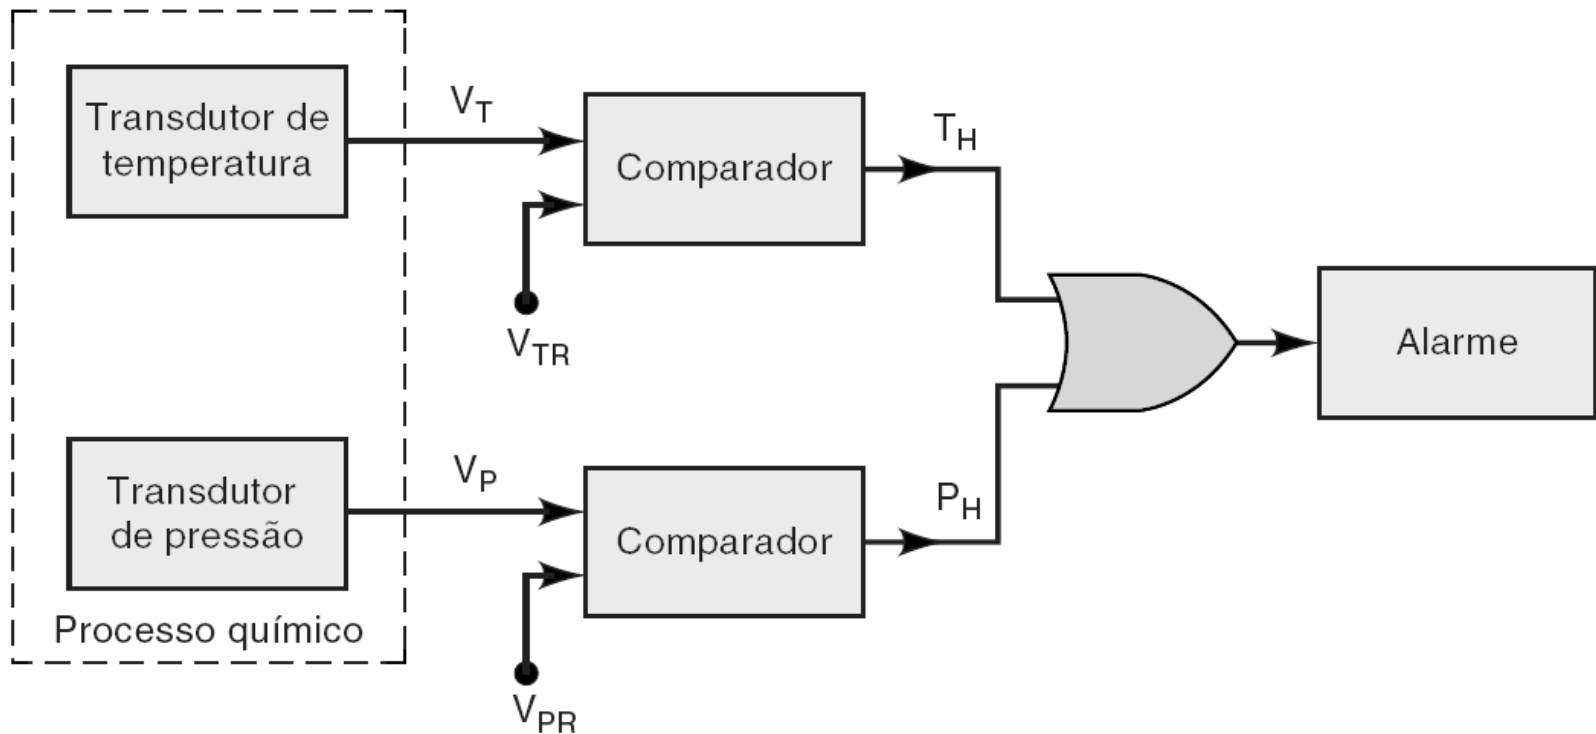 Transdutor de
temperatura
V_T
Comparador
T_H
V_TR
Alarme
Transdutor
de pressão
V_P
Comparador
P_H
Processo químico
V_PR